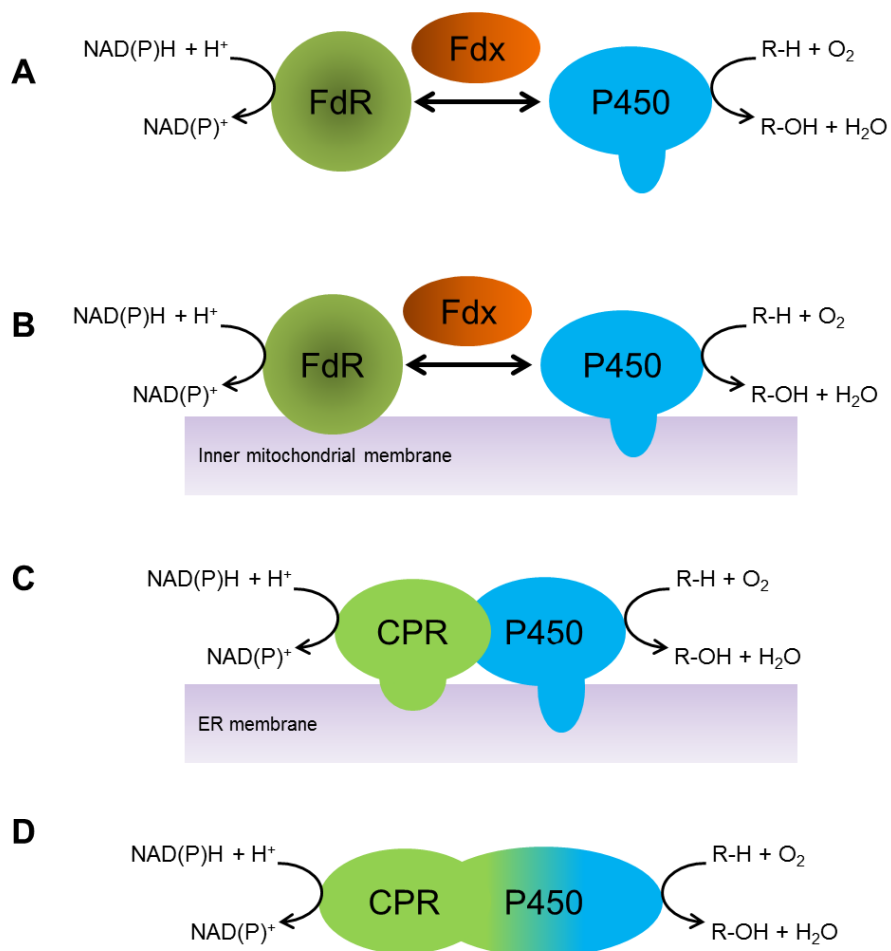 A
NAD(P)H + H⁺
NAD(P)⁺
FdR
Fdx
P450
R-H + O₂
R-OH + H₂O
B
NAD(P)H + H⁺
NAD(P)⁺
FdR
Fdx
P450
R-H + O₂
R-OH + H₂O
Inner mitochondrial membrane
C
NAD(P)H + H⁺
NAD(P)⁺
CPR
P450
R-H + O₂
R-OH + H₂O
ER membrane
D
NAD(P)H + H⁺
NAD(P)⁺
CPR
P450
R-H + O₂
R-OH + H₂O